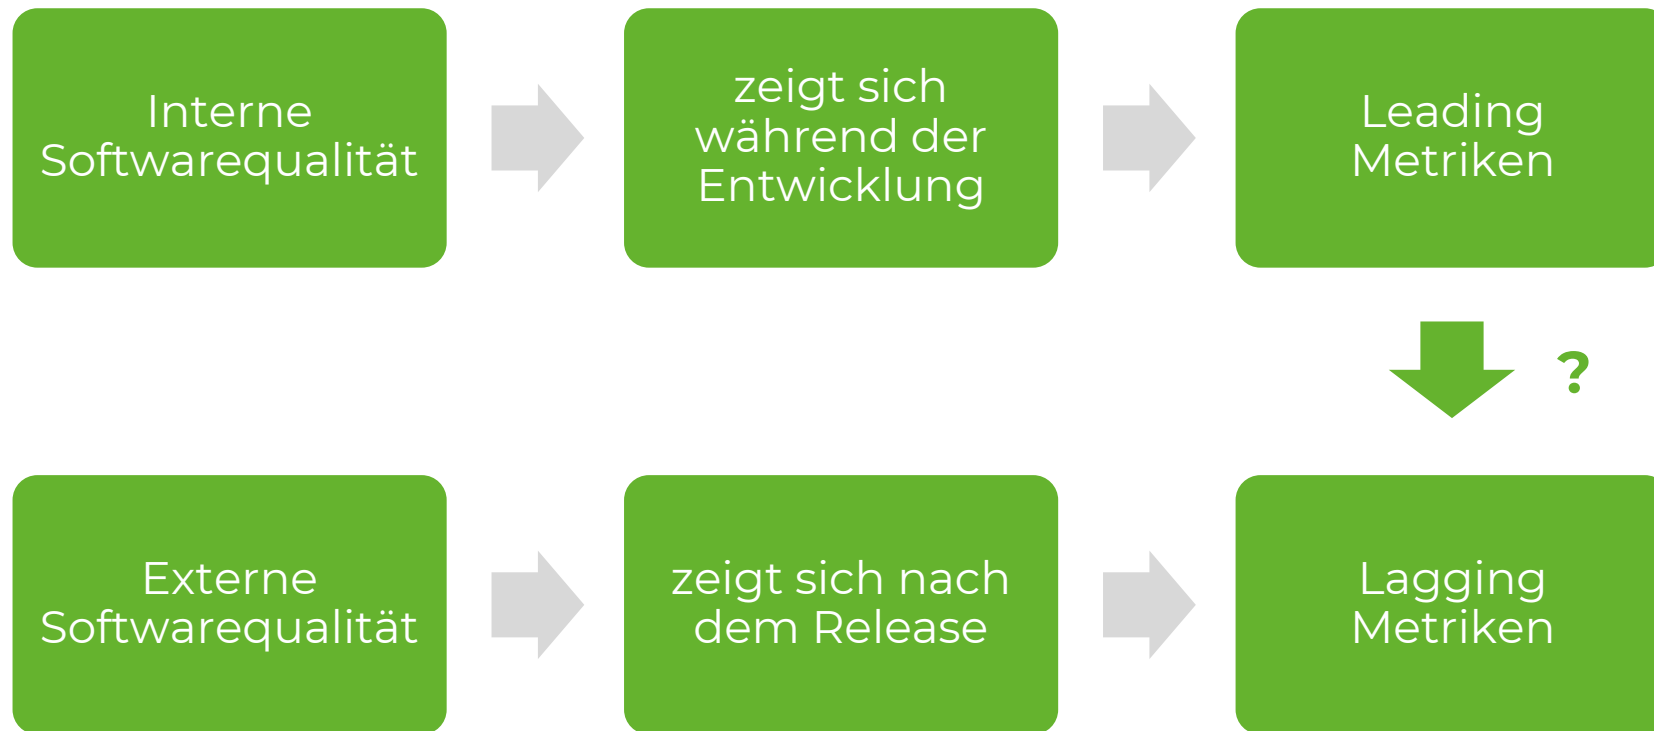 Interne
Softwarequalität
zeigt sich
während der
Entwicklung
Leading
Metriken
?
Externe
Softwarequalität
zeigt sich nach
dem Release
Lagging
Metriken